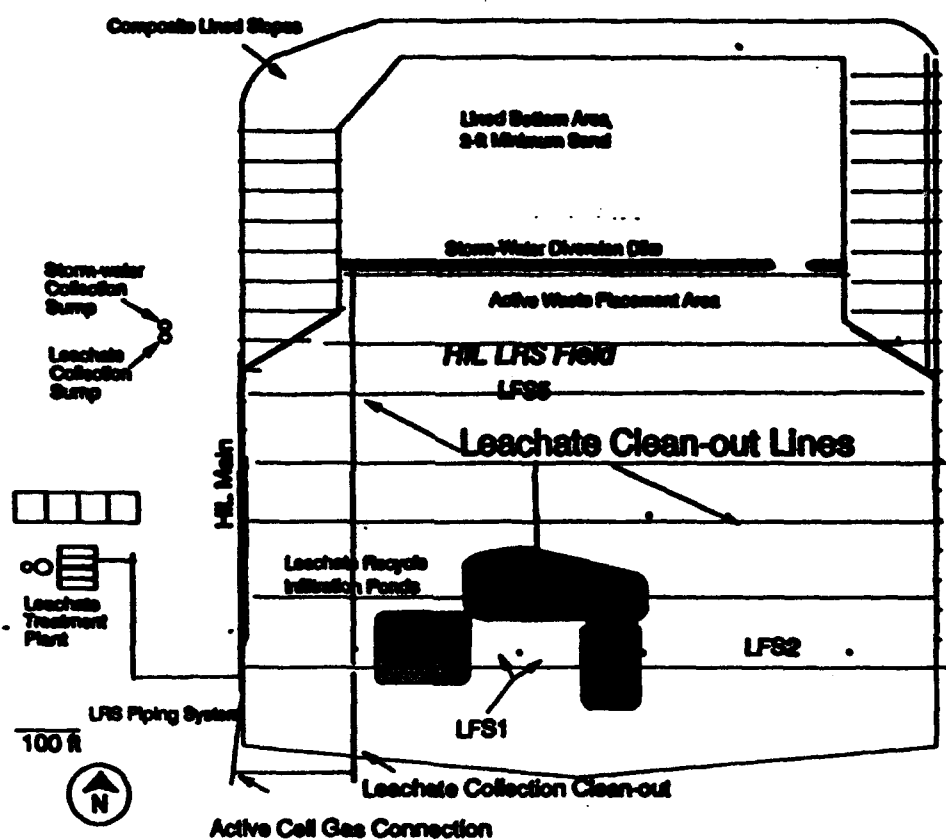 Composite Lined Slopes
Lined Bottom Area,
2-ft Minimum Sand
Storm-Water Diversion Dike
Active Waste Placement Area
Storm-water
Collection
Sump
Leachate
Collection
Sump
HIL LRS Field
LFS5
Leachate Clean-out Lines
HIL Main
Leachate Recycle
Infiltration Ponds
Leachate
Treatment
Plant
LFS2
LFS1
LRS Piping System
100 ft
N
Leachate Collection Clean-out
Active Cell Gas Connection